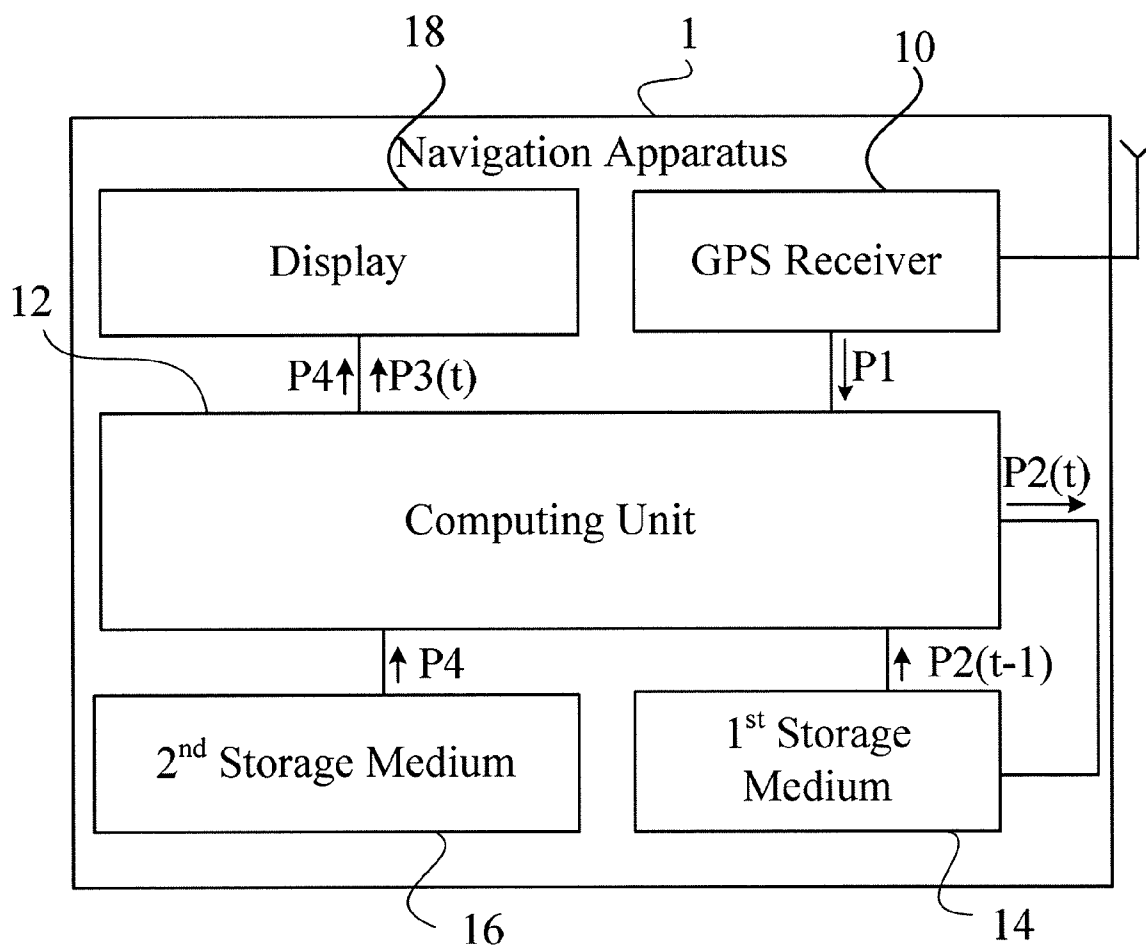 18
1
10
Navigation Apparatus
Display
GPS Receiver
12
P4
P3(t)
P1
P2(t)
Computing Unit
P4
P2(t-1)
2nd Storage Medium
1st Storage
Medium
16
14